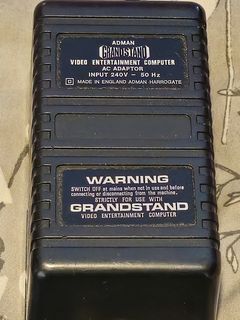 ADMAN
GRANDSTAND
VIDEO ENTERTAINMENT COMPUTER
AC ADAPTOR
INPUT 240V - 50 Hz
MADE IN ENGLAND ADMAN HARROGATE
WARNING
SWITCH OFF at mains when not in use and before
connecting or disconnecting from the machine.
STRICTLY FOR USE WITH
GRANDSTAND
VIDEO ENTERTAINMENT COMPUTER